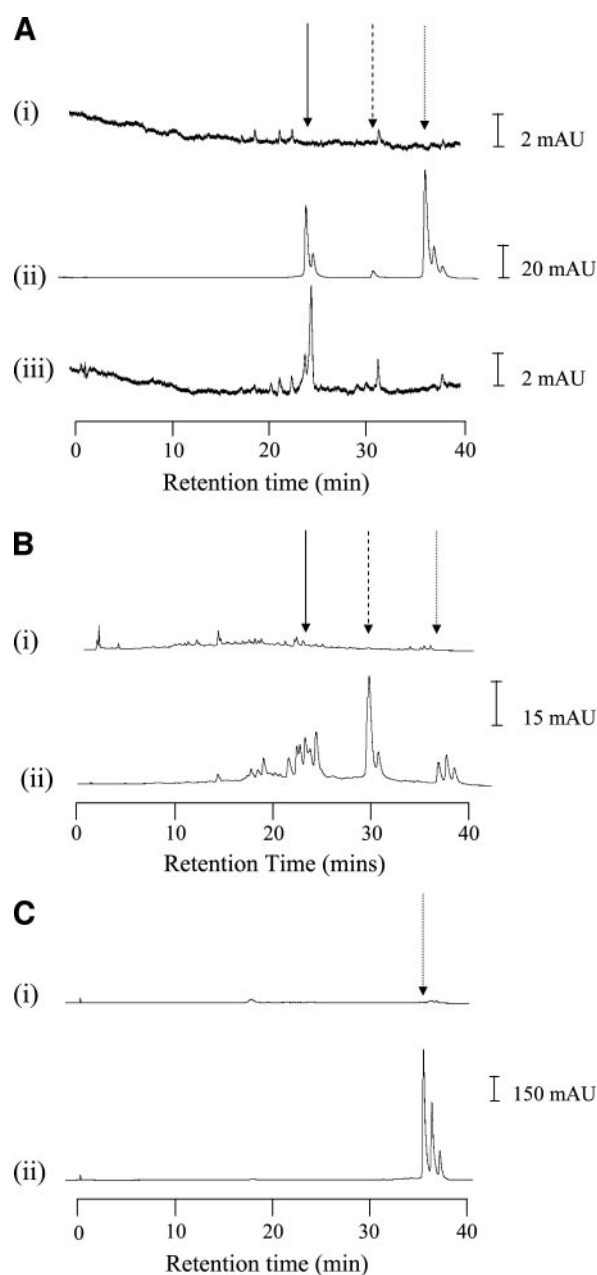 A
(i)
2 mAU
(ii)
20 mAU
(iii)
2 mAU
0 10 20 30 40
Retention time (min)
B
(i)
15 mAU
(ii)
0 10 20 30 40
Retention Time (mins)
C
(i)
150 mAU
(ii)
0 10 20 30 40
Retention time (min)